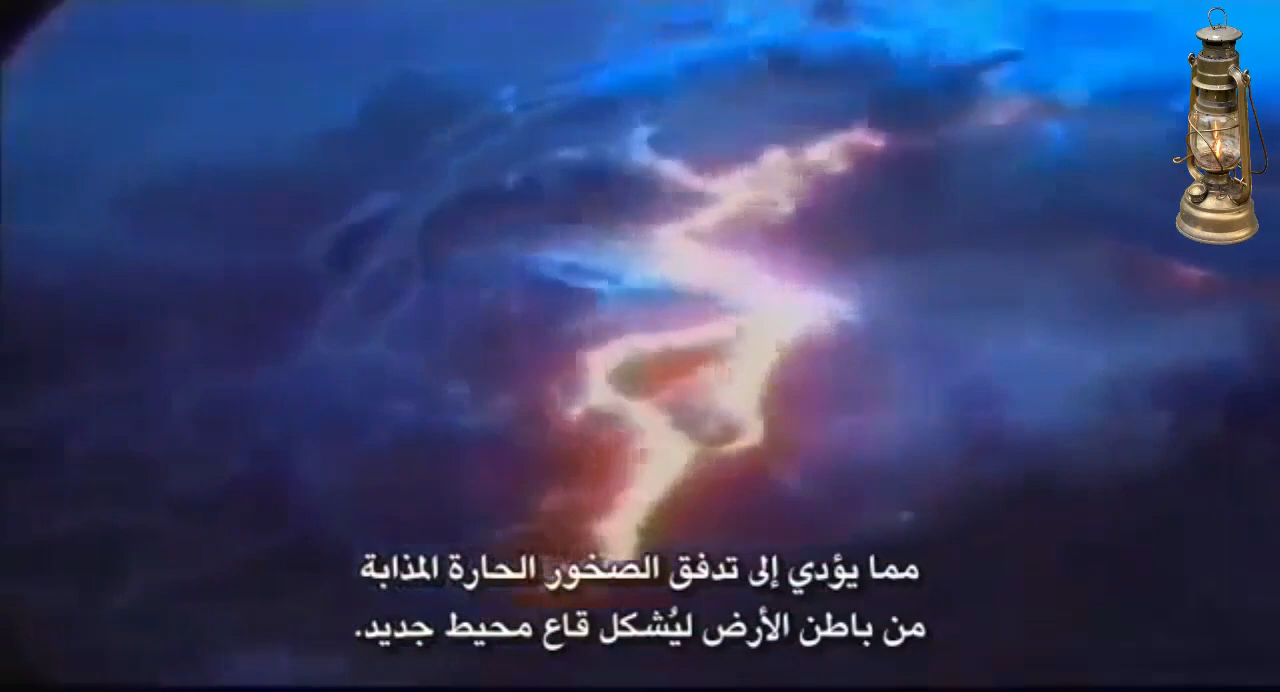 مما يؤدي إلى تدفق الصخور الحارة المذابة
من باطن الأرض ليُشكل قاع محيط جديد.